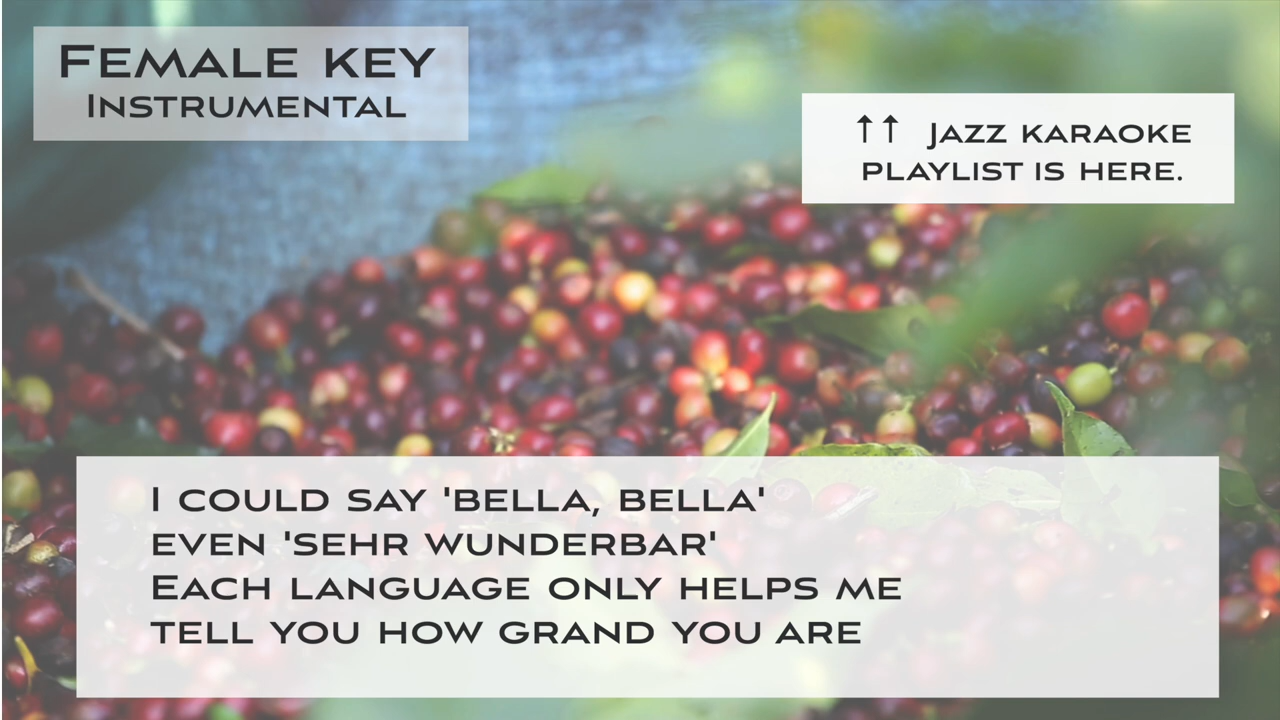 Female key
Instrumental
↑↑ Jazz karaoke
playlist is here.
I could say 'bella, bella'
even 'sehr wunderbar'
Each language only helps me
tell you how grand you are